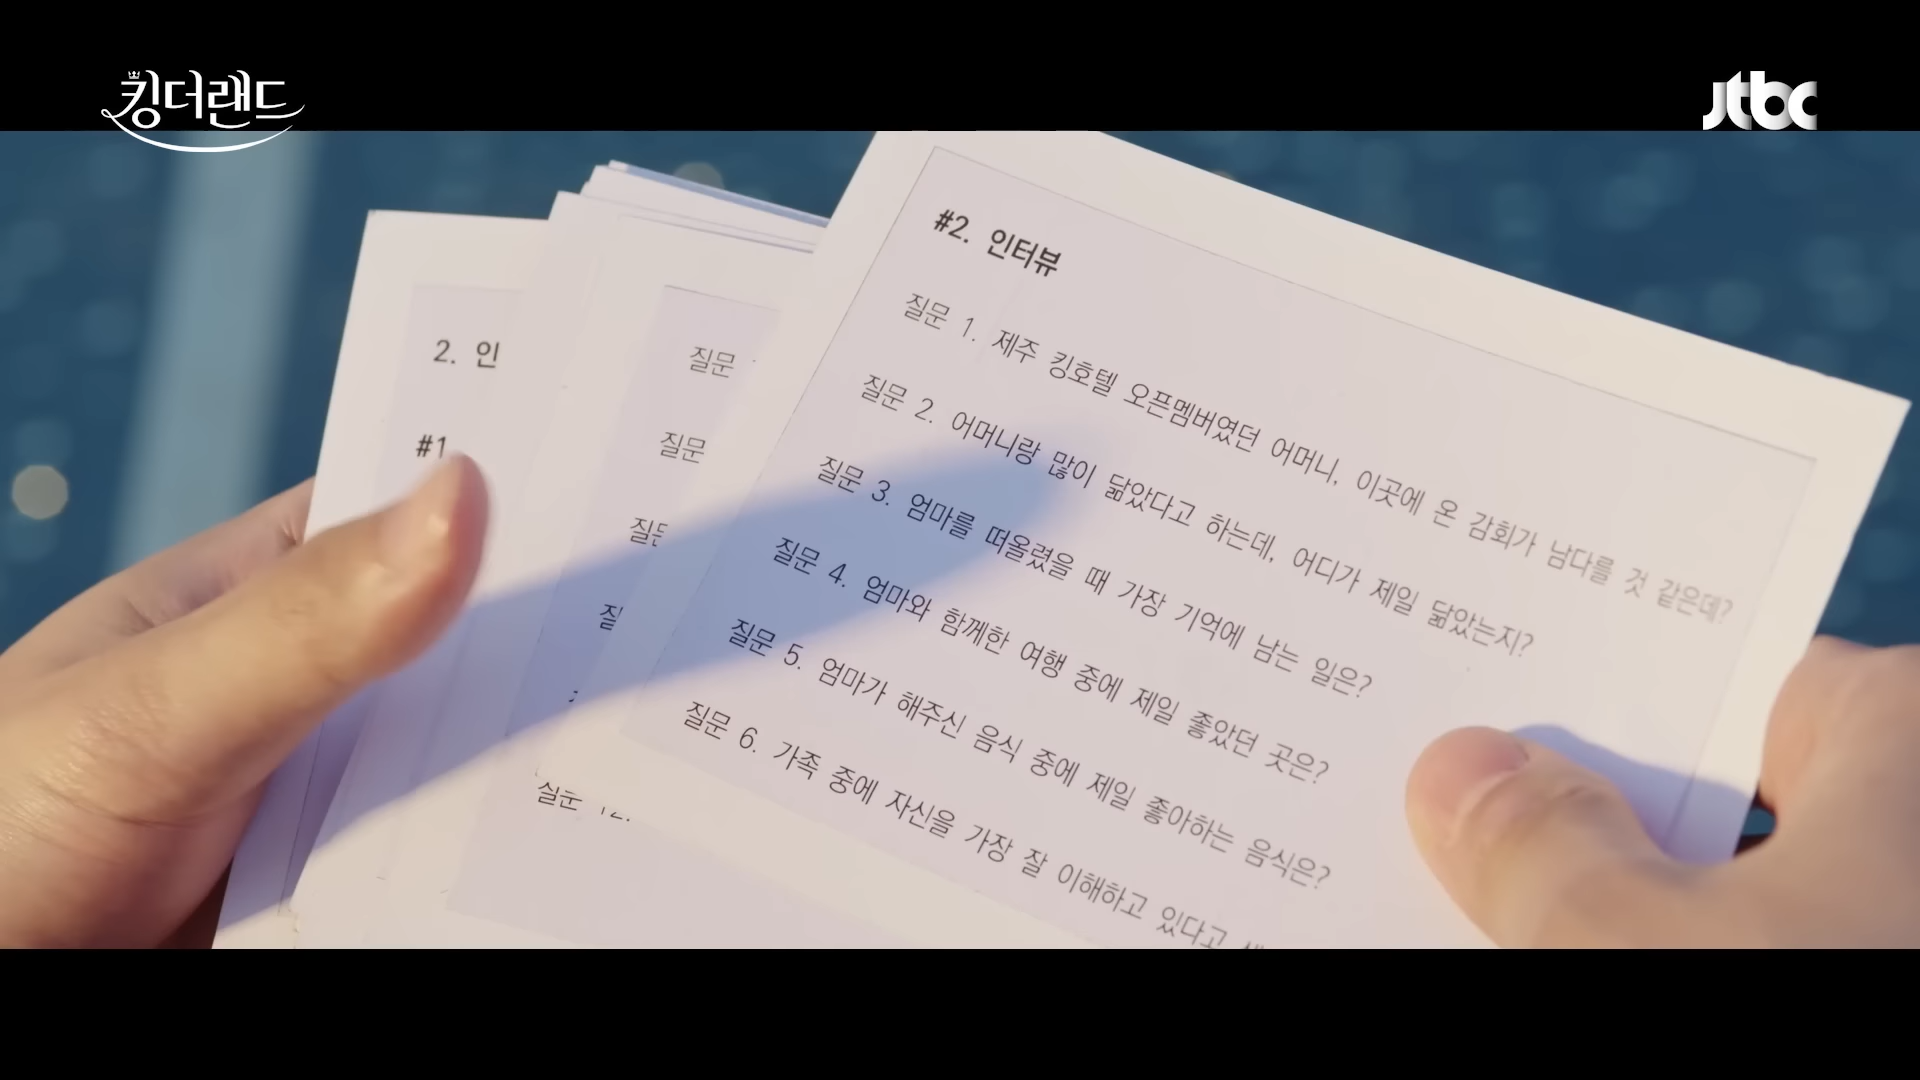 킹더랜드
jtbc
#2. 인터뷰
질문 1. 제주 킹호텔 오픈멤버였던 어머니, 이곳에 온 감회가 남다를 것 같은데?
질문 2. 어머니랑 많이 닮았다고 하는데, 어디가 제일 닮았는지?
질문 3. 엄마를 떠올렸을 때 가장 기억에 남는 일은?
질문 4. 엄마와 함께한 여행 중에 제일 좋았던 곳은?
질문 5. 엄마가 해주신 음식 중에 제일 좋아하는 음식은?
질문 6. 가족 중에 자신을 가장 잘 이해하고 있다고
2. 인
#1
질문
질문
질문
질
질문 12.